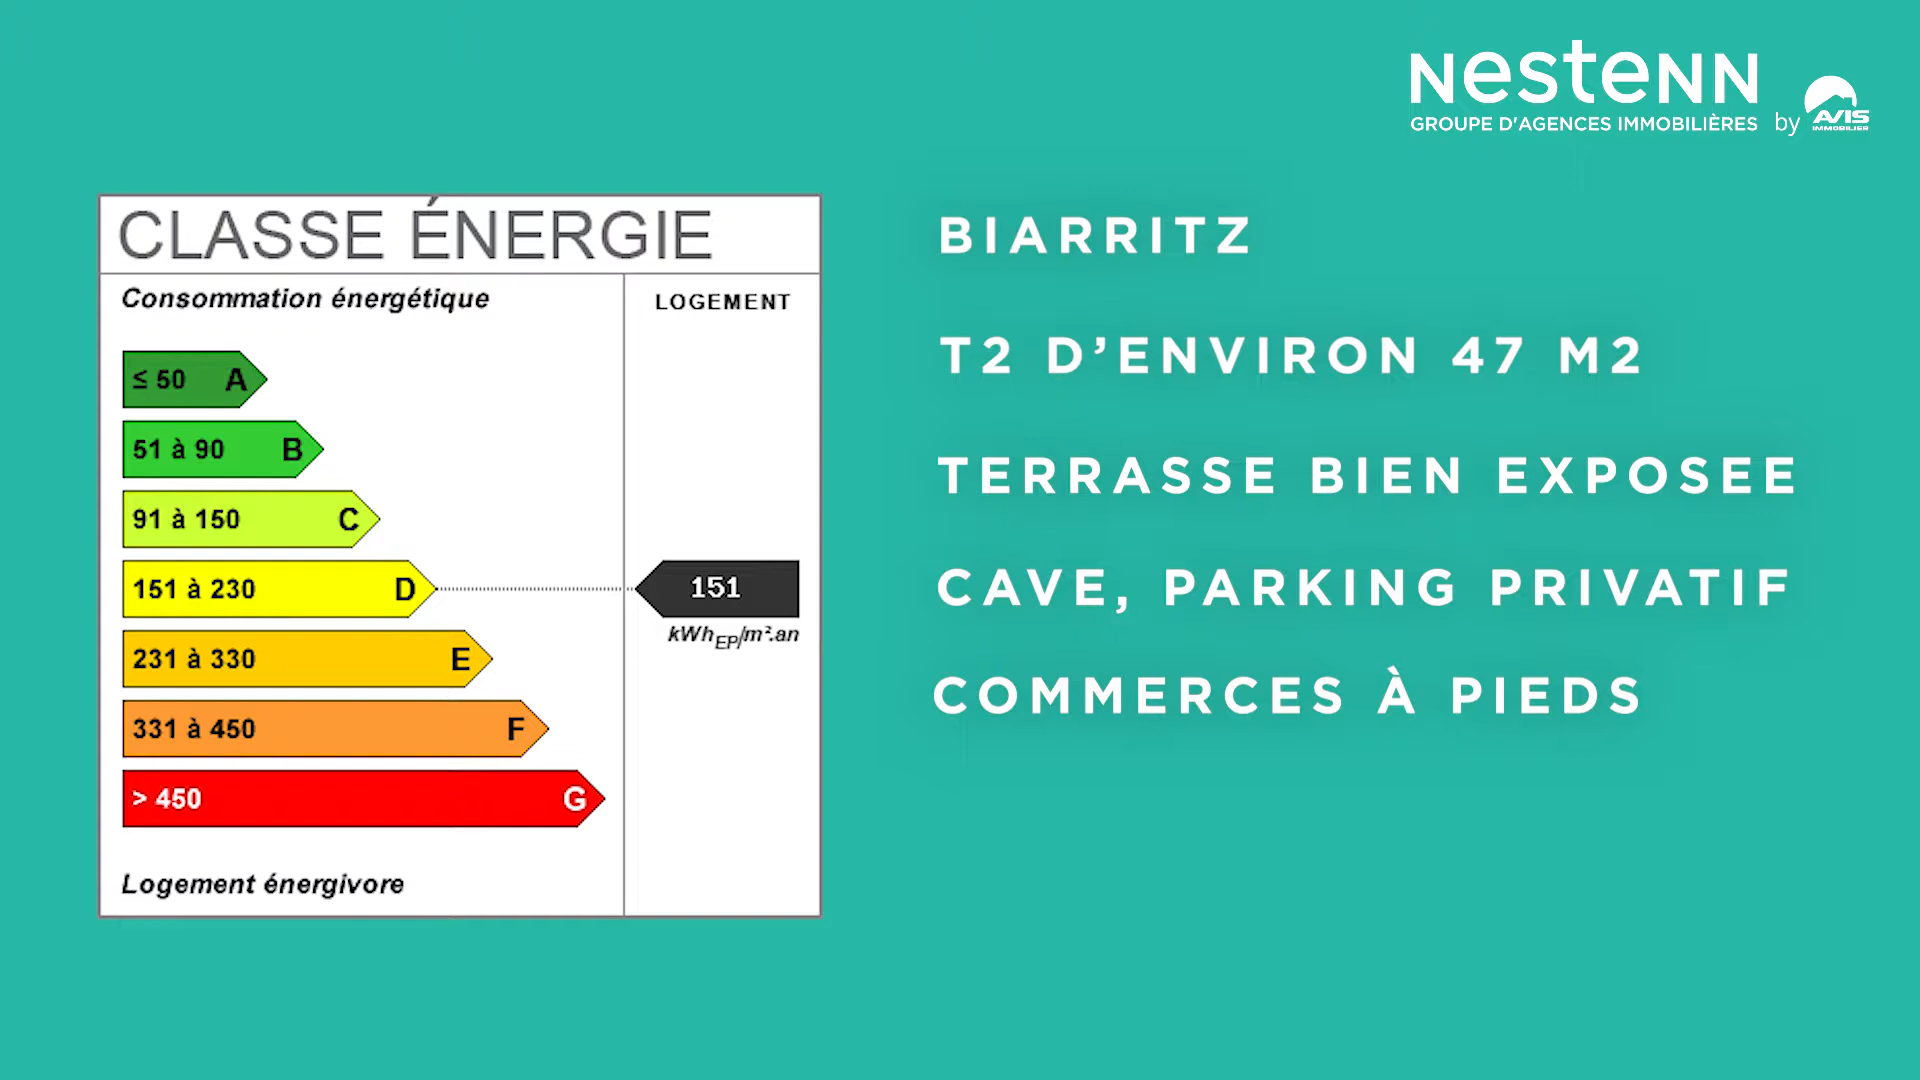 NesteNN
GROUPE D'AGENCES IMMOBILIÈRES by AVIS
IMMOBILIER
CLASSE ÉNERGIE
Consommation énergétique
LOGEMENT
≤ 50 A
51 à 90 B
91 à 150 C
151 à 230 D
151
kWhEP/m².an
231 à 330 E
331 à 450 F
> 450 G
Logement énergivore
BIARRITZ
T2 D’ENVIRON 47 M2
TERRASSE BIEN EXPOSEE
CAVE, PARKING PRIVATIF
COMMERCES À PIEDS